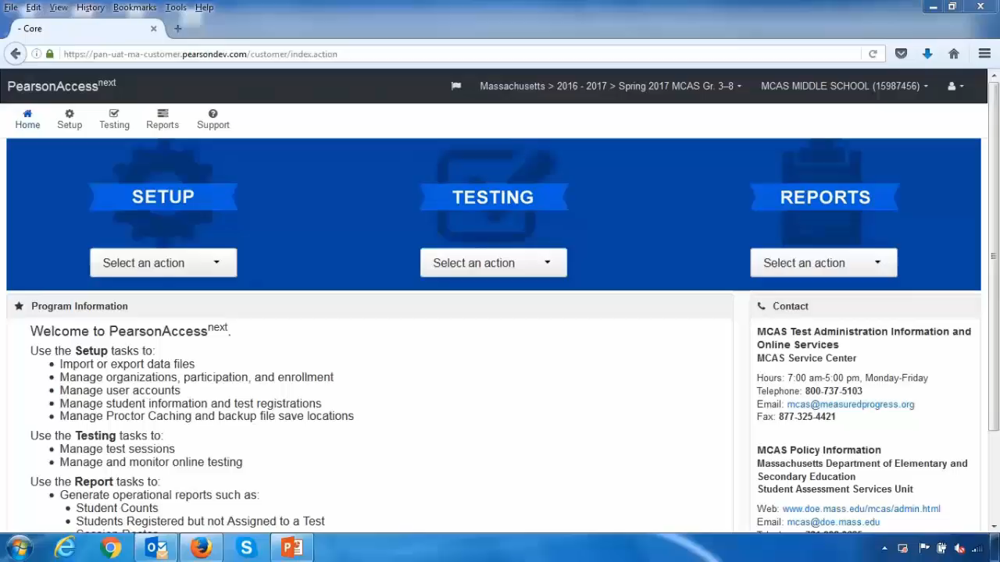 File Edit View History Bookmarks Tools Help
- Core
https://pan-uat-ma-customer.pearsondev.com/customer/index.action
PearsonAccessnext
Massachusetts > 2016 - 2017 > Spring 2017 MCAS Gr. 3–8
MCAS MIDDLE SCHOOL (15987456)
Home Setup Testing Reports Support
SETUP TESTING REPORTS
Select an action Select an action Select an action
Program Information
Welcome to PearsonAccessnext.
Use the Setup tasks to:
Import or export data files
Manage organizations, participation, and enrollment
Manage user accounts
Manage student information and test registrations
Manage Proctor Caching and backup file save locations
Use the Testing tasks to:
Manage test sessions
Manage and monitor online testing
Use the Report tasks to:
Generate operational reports such as:
Student Counts
Students Registered but not Assigned to a Test
Contact
MCAS Test Administration Information and
Online Services
MCAS Service Center
Hours: 7:00 am-5:00 pm, Monday-Friday
Telephone: 800-737-5103
Email: mcas@measuredprogress.org
Fax: 877-325-4421
MCAS Policy Information
Massachusetts Department of Elementary and
Secondary Education
Student Assessment Services Unit
Web: www.doe.mass.edu/mcas/admin.html
Email: mcas@doe.mass.edu